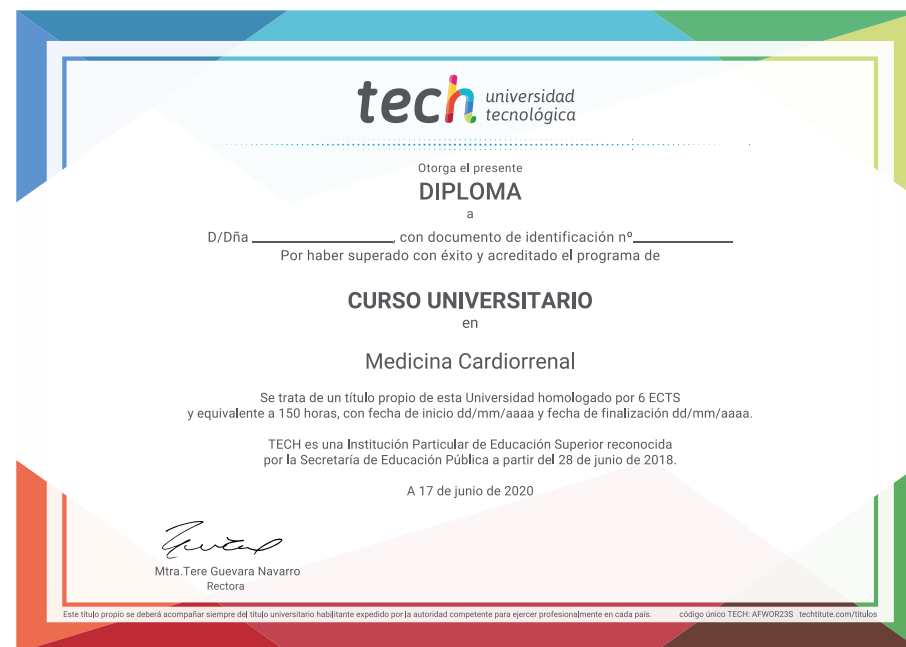 tech universidad
tecnológica
Otorga el presente
DIPLOMA
a
D/Dña ____________________, con documento de identificación nº______________
Por haber superado con éxito y acreditado el programa de
CURSO UNIVERSITARIO
en
Medicina Cardiorrenal
Se trata de un título propio de esta Universidad homologado por 6 ECTS
y equivalente a 150 horas, con fecha de inicio dd/mm/aaaa y fecha de finalización dd/mm/aaaa.
TECH es una Institución Particular de Educación Superior reconocida
por la Secretaría de Educación Pública a partir del 28 de junio de 2018.
A 17 de junio de 2020
Mtra.Tere Guevara Navarro
Rectora
Este título propio se deberá acompañar siempre del título universitario habilitante expedido por la autoridad competente para ejercer profesionalmente en cada país. código único TECH: AFWOR23S techtitute.com/titulos